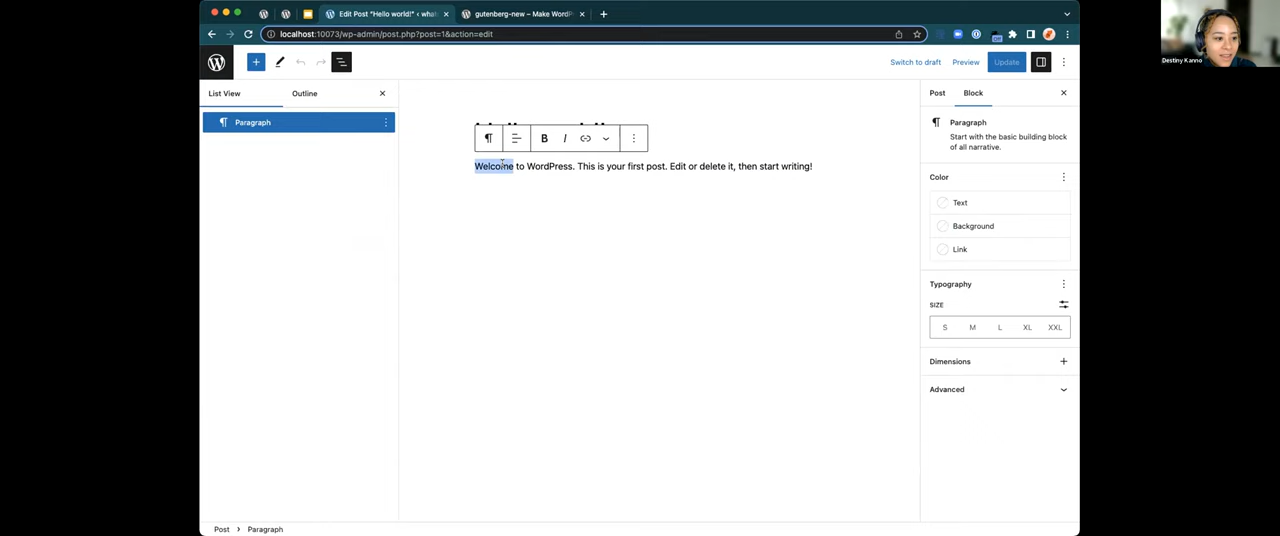 Edit Post "Hello world!" ‹ what
gutenberg-new – Make WordPr
localhost:10073/wp-admin/post.php?post=1&action=edit
Off
Destiny Kanno
Switch to draft
Preview
Update
List View
Outline
Post
Block
Paragraph
Paragraph
Start with the basic building block
of all narrative.
B I
Welcome to WordPress. This is your first post. Edit or delete it, then start writing!
Color
Text
Background
Link
Typography
SIZE
S M L XL XXL
Dimensions
Advanced
Post › Paragraph